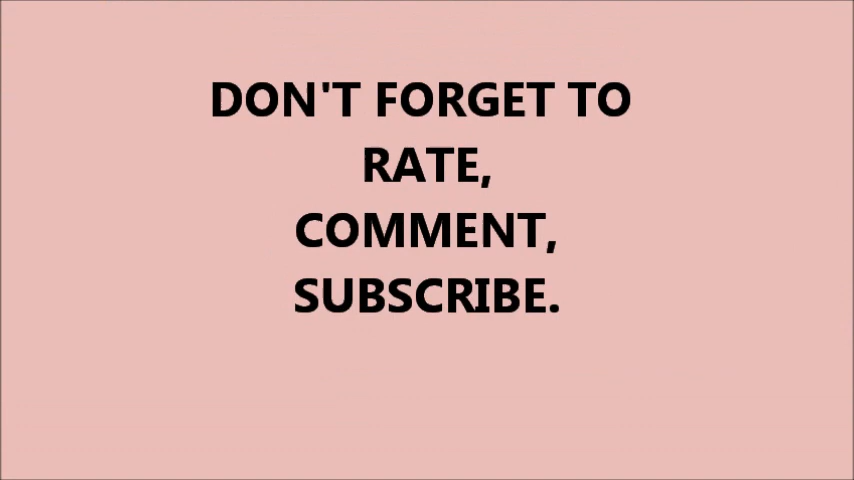 DON'T FORGET TO
RATE,
COMMENT,
SUBSCRIBE.